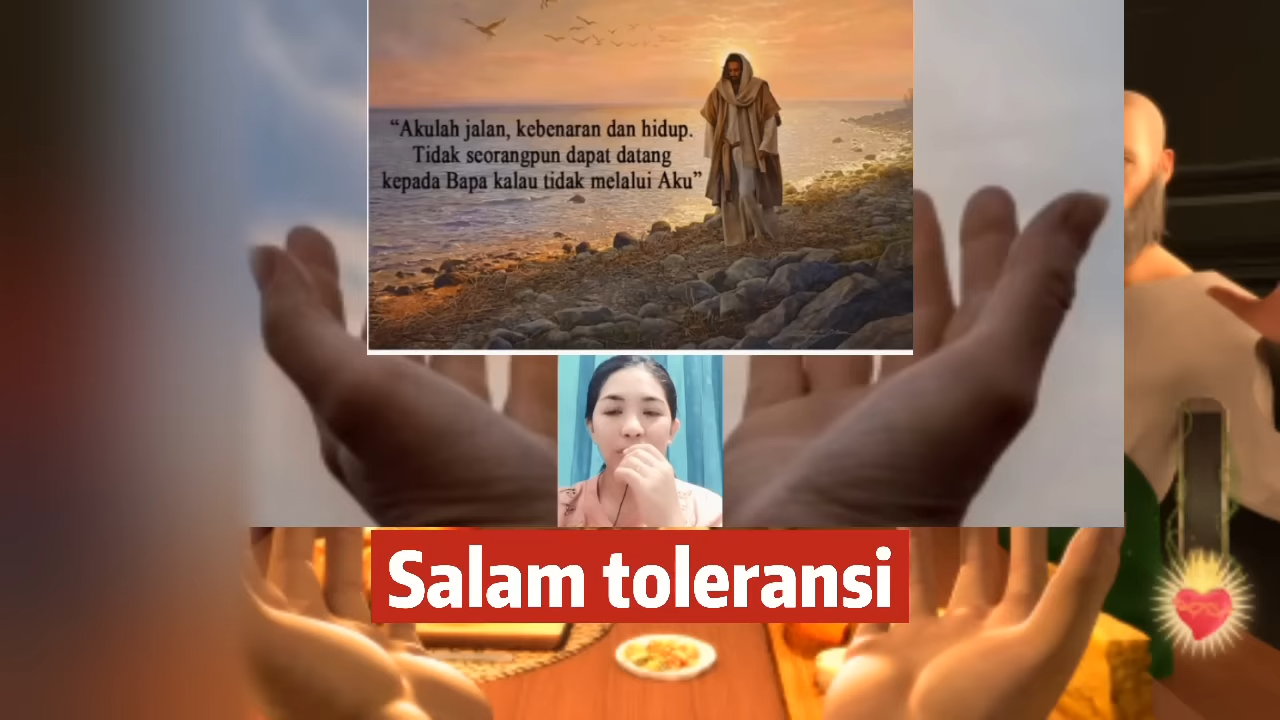 “Akulah jalan, kebenaran dan hidup.
Tidak seorangpun dapat datang
kepada Bapa kalau tidak melalui Aku”
Salam toleransi